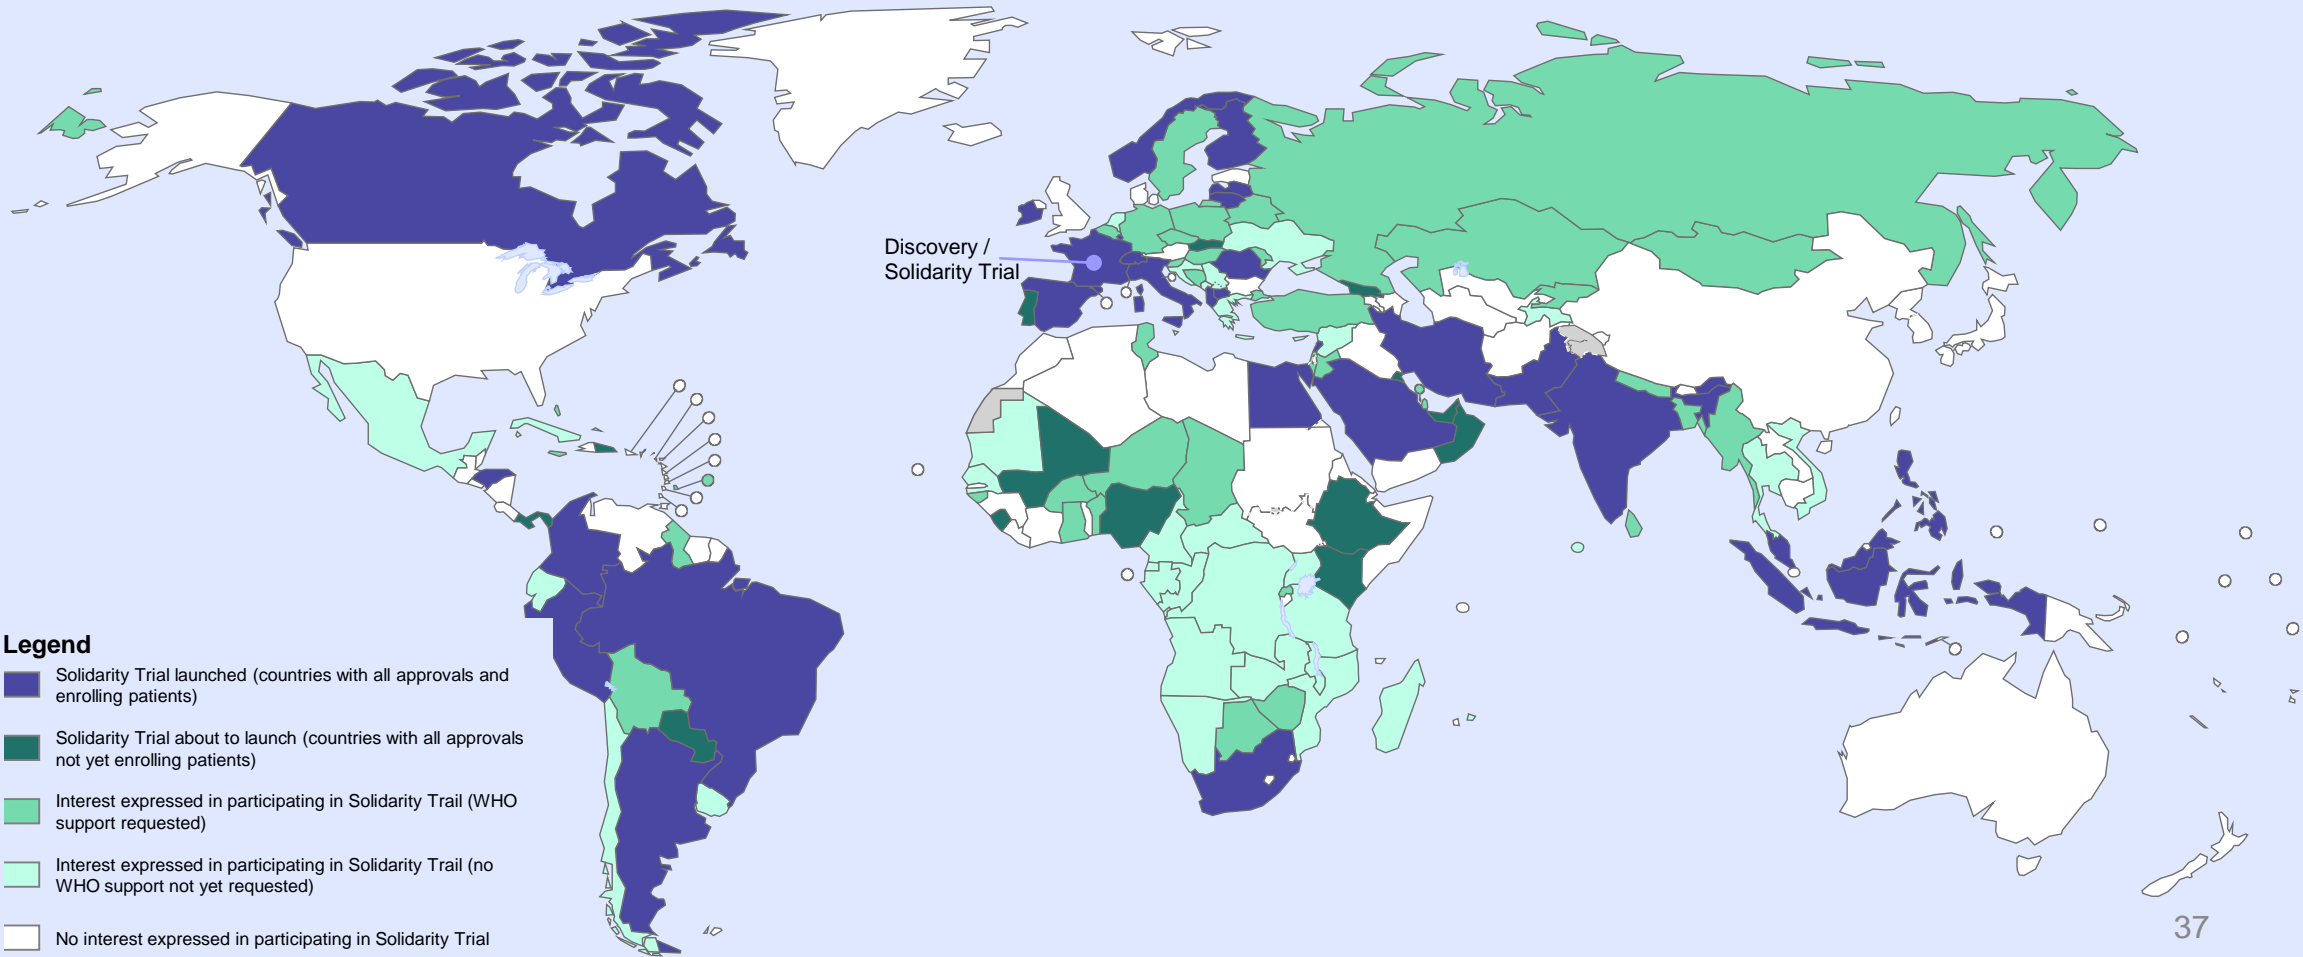 Discovery /
Solidarity Trial
Legend
Solidarity Trial launched (countries with all approvals and
enrolling patients)
Solidarity Trial about to launch (countries with all approvals
not yet enrolling patients)
Interest expressed in participating in Solidarity Trail (WHO
support requested)
Interest expressed in participating in Solidarity Trail (no
WHO support not yet requested)
No interest expressed in participating in Solidarity Trial
37